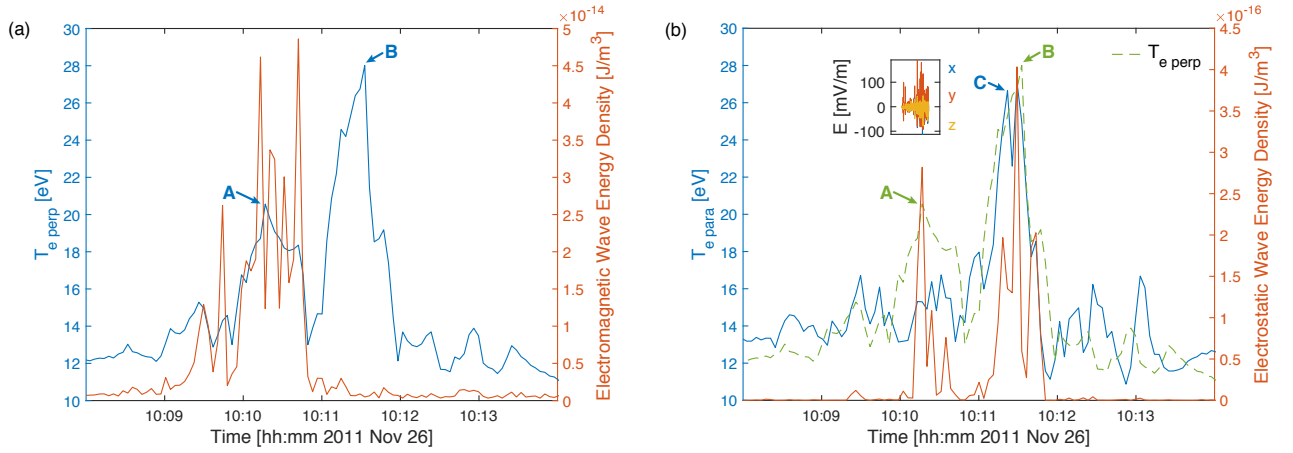 (a)
×10⁻¹⁴
30
28
26
24
22
20
18
16
14
12
10
T e perp [eV]
A
B
5
4.5
4
3.5
3
2.5
2
1.5
1
0.5
0
Electromagnetic Wave Energy Density [J/m³]
10:09 10:10 10:11 10:12 10:13
Time [hh:mm 2011 Nov 26]
(b)
×10⁻¹⁶
30
28
26
24
22
20
18
16
14
12
10
T e para [eV]
E [mV/m]
100
0
-100
x
y
z
A
C
B
T e perp
4.5
4
3.5
3
2.5
2
1.5
1
0.5
0
Electrostatic Wave Energy Density [J/m³]
10:09 10:10 10:11 10:12 10:13
Time [hh:mm 2011 Nov 26]